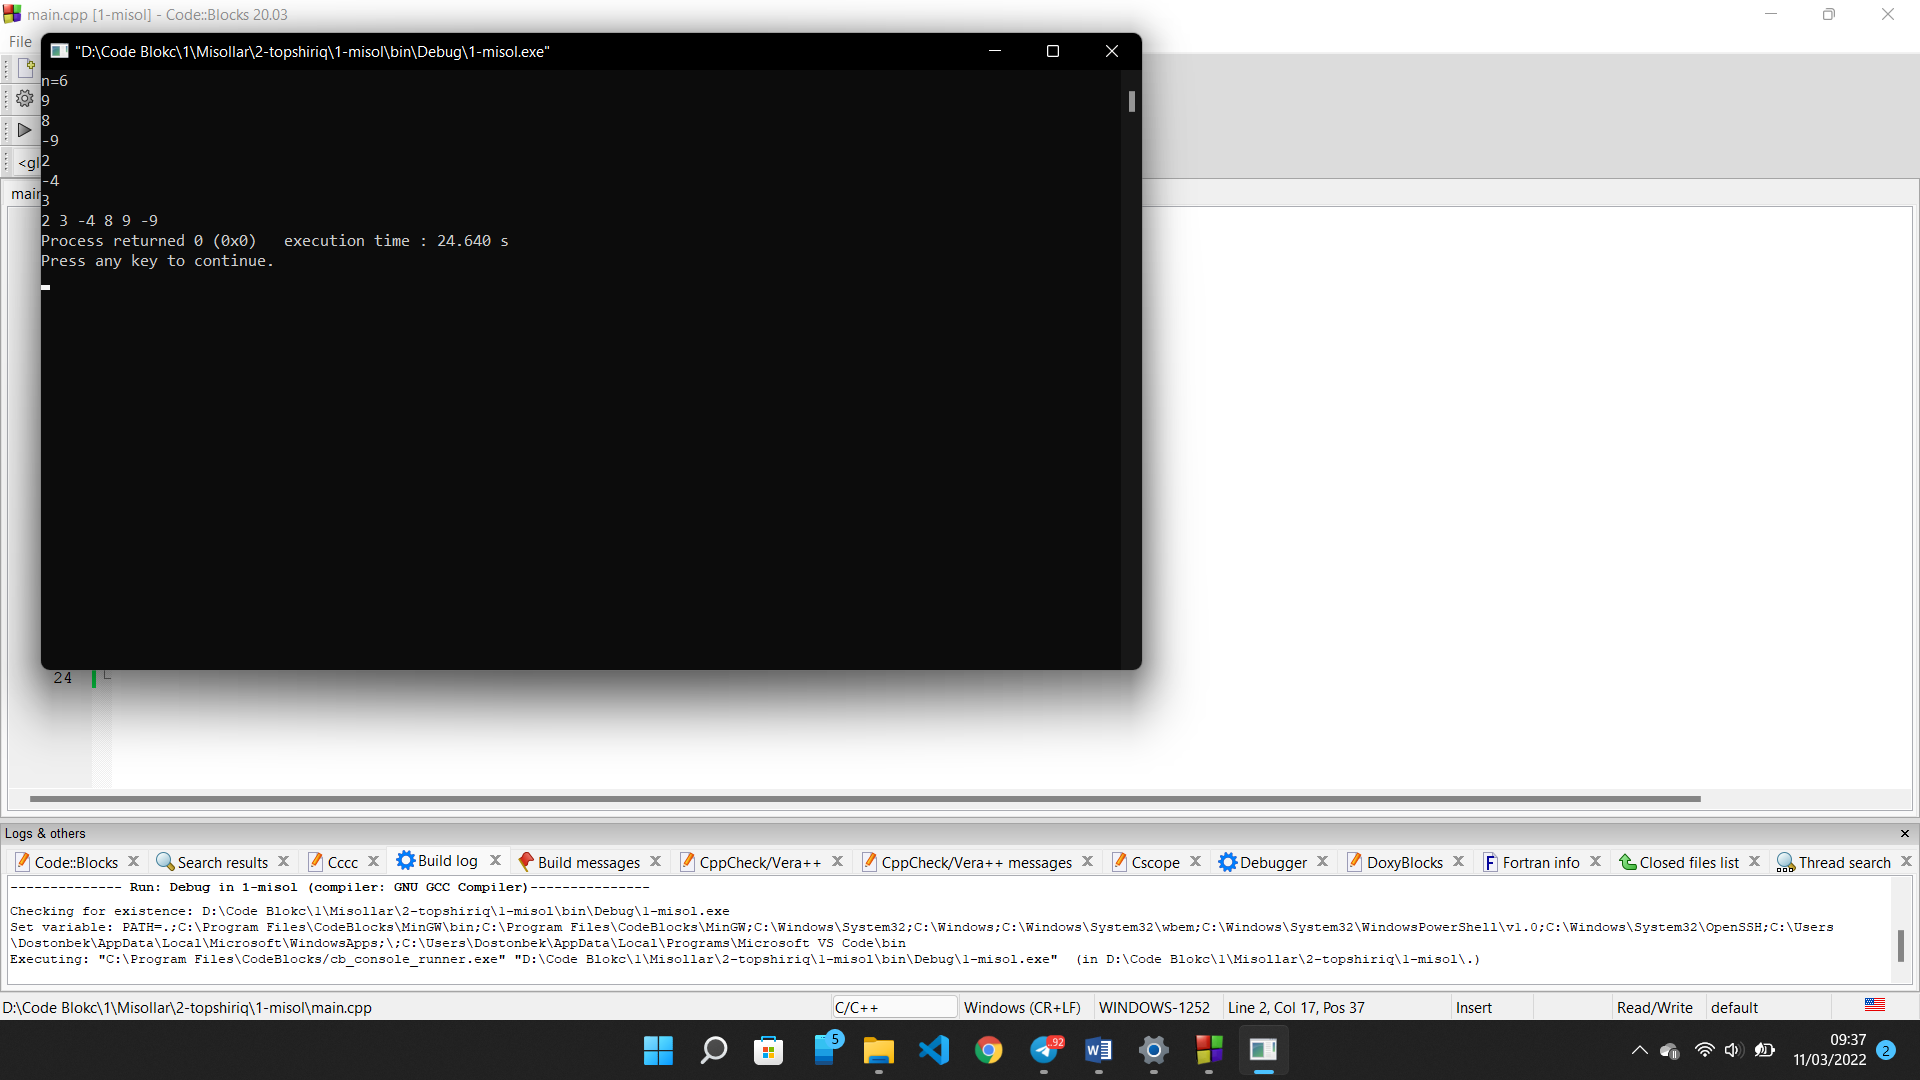 main.cpp [1-misol] - Code::Blocks 20.03
File
"D:\Code Blokc\1\Misollar\2-topshiriq\1-misol\bin\Debug\1-misol.exe"
n=6
9
8
-9
2
-4
3
2 3 -4 8 9 -9
Process returned 0 (0x0)   execution time : 24.640 s
Press any key to continue.
<gl
main
24
Logs & others
Code::Blocks Search results Cccc Build log Build messages CppCheck/Vera++ CppCheck/Vera++ messages Cscope Debugger DoxyBlocks Fortran info Closed files list Thread search
-------------- Run: Debug in 1-misol (compiler: GNU GCC Compiler)---------------
Checking for existence: D:\Code Blokc\1\Misollar\2-topshiriq\1-misol\bin\Debug\1-misol.exe
Set variable: PATH=.;C:\Program Files\CodeBlocks\MinGW\bin;C:\Program Files\CodeBlocks\MinGW;C:\Windows\System32;C:\Windows;C:\Windows\System32\wbem;C:\Windows\System32\WindowsPowerShell\v1.0;C:\Windows\System32\OpenSSH;C:\Users
\Dostonbek\AppData\Local\Microsoft\WindowsApps;\;C:\Users\Dostonbek\AppData\Local\Programs\Microsoft VS Code\bin
Executing: "C:\Program Files\CodeBlocks/cb_console_runner.exe" "D:\Code Blokc\1\Misollar\2-topshiriq\1-misol\bin\Debug\1-misol.exe"  (in D:\Code Blokc\1\Misollar\2-topshiriq\1-misol\.)
D:\Code Blokc\1\Misollar\2-topshiriq\1-misol\main.cpp C/C++ Windows (CR+LF) WINDOWS-1252 Line 2, Col 17, Pos 37 Insert Read/Write default
5 .92 09:37
11/03/2022 2